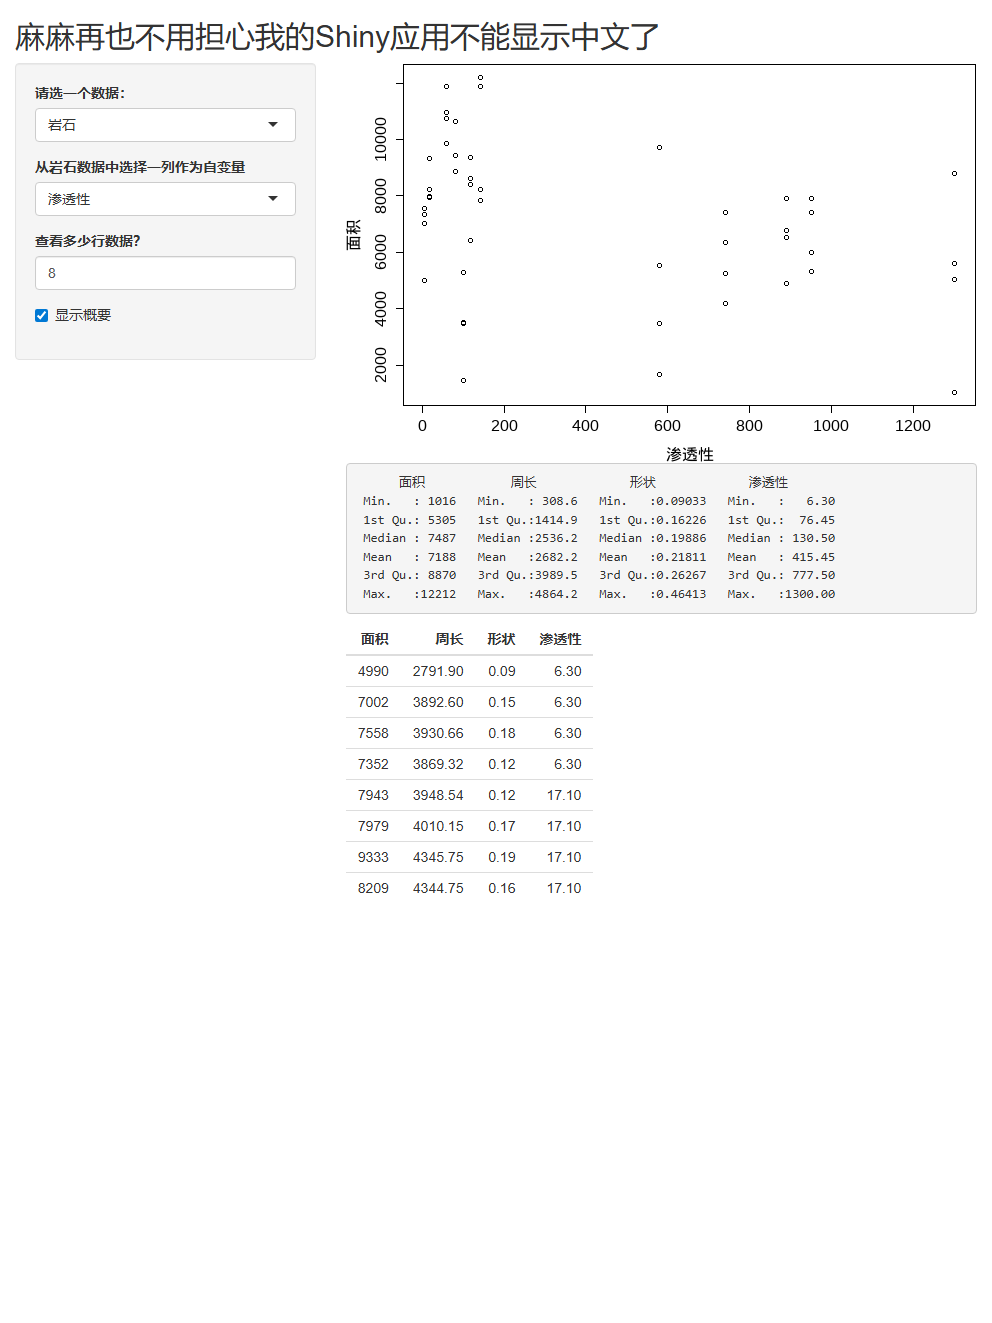 麻麻再也不用担心我的Shiny应用不能显示中文了
请选一个数据：
岩石
从岩石数据中选择一列作为自变量
渗透性
查看多少行数据？
8
显示概要
面积
10000
8000
6000
4000
2000
0 200 400 600 800 1000 1200
渗透性
面积 周长 形状 渗透性
Min.   : 1016   Min.   : 308.6   Min.   :0.09033   Min.   :   6.30
1st Qu.: 5305   1st Qu.:1414.9   1st Qu.:0.16226   1st Qu.:  76.45
Median : 7487   Median :2536.2   Median :0.19886   Median : 130.50
Mean   : 7188   Mean   :2682.2   Mean   :0.21811   Mean   : 415.45
3rd Qu.: 8870   3rd Qu.:3989.5   3rd Qu.:0.26267   3rd Qu.: 777.50
Max.   :12212   Max.   :4864.2   Max.   :0.46413   Max.   :1300.00
面积 周长 形状 渗透性
4990 2791.90 0.09 6.30
7002 3892.60 0.15 6.30
7558 3930.66 0.18 6.30
7352 3869.32 0.12 6.30
7943 3948.54 0.12 17.10
7979 4010.15 0.17 17.10
9333 4345.75 0.19 17.10
8209 4344.75 0.16 17.10